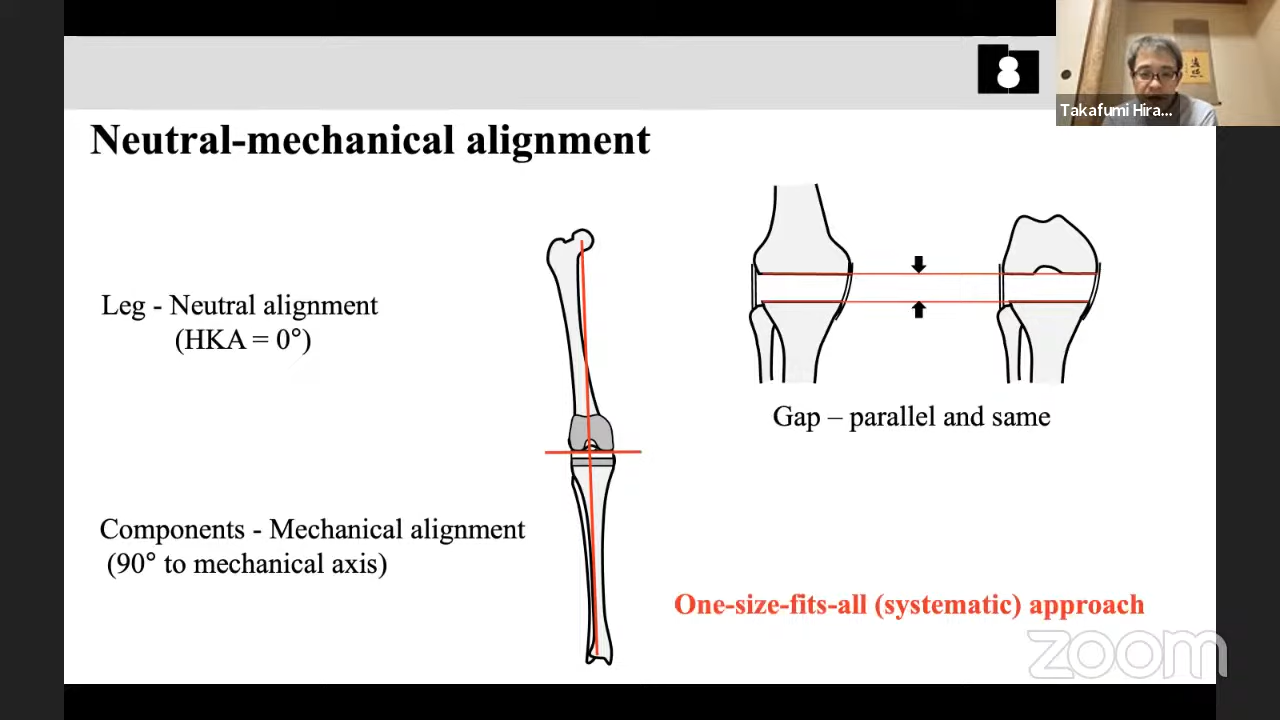 Takafumi Hira...
Neutral-mechanical alignment
Leg - Neutral alignment
(HKA = 0°)
Gap – parallel and same
Components - Mechanical alignment
(90° to mechanical axis)
One-size-fits-all (systematic) approach
zoom